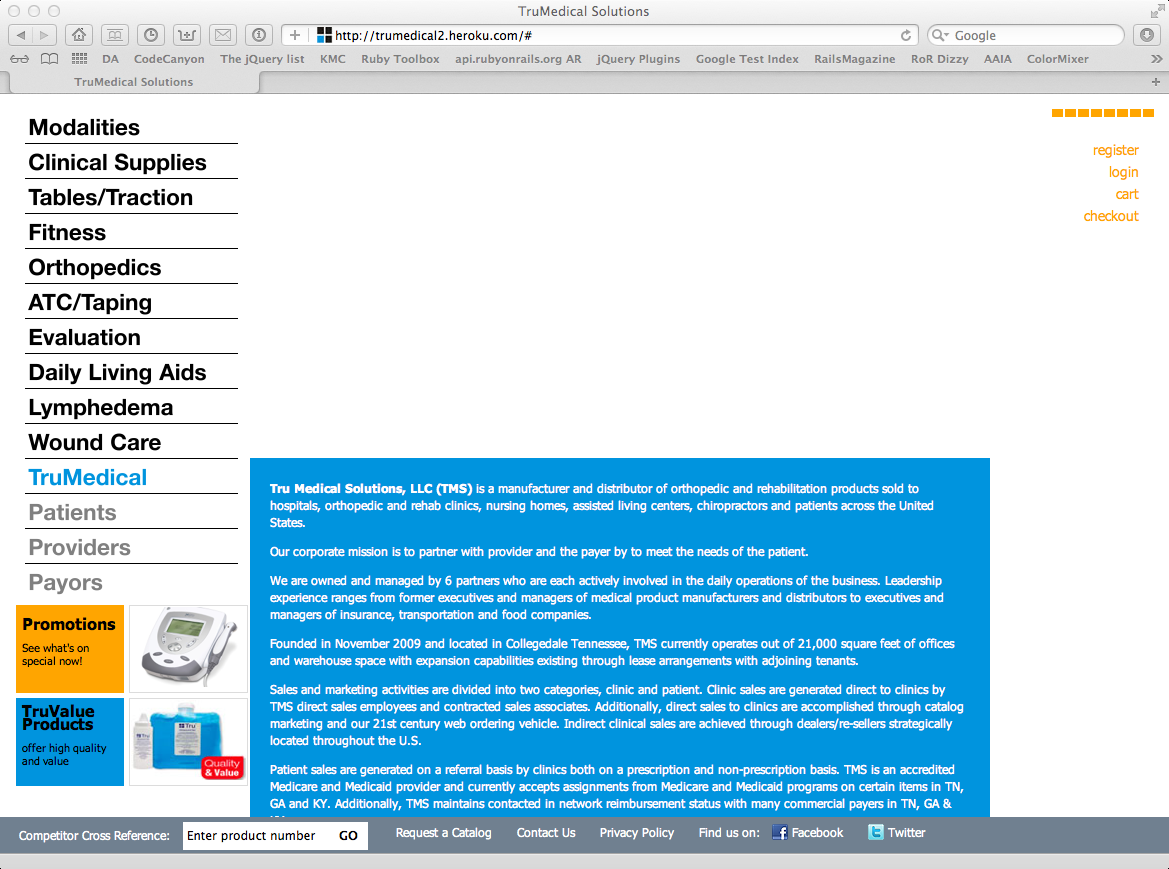 TruMedical Solutions
http://trumedical2.heroku.com/#
Google
DA CodeCanyon The jQuery list KMC Ruby Toolbox api.rubyonrails.org AR jQuery Plugins Google Test Index RailsMagazine RoR Dizzy AAIA ColorMixer
TruMedical Solutions
Modalities
Clinical Supplies
Tables/Traction
Fitness
Orthopedics
ATC/Taping
Evaluation
Daily Living Aids
Lymphedema
Wound Care
TruMedical
Patients
Providers
Payors
Promotions
See what's on
special now!
TruValue
Products
offer high quality
and value
Tru
Quality
& Value
register
login
cart
checkout
Tru Medical Solutions, LLC (TMS) is a manufacturer and distributor of orthopedic and rehabilitation products sold to
hospitals, orthopedic and rehab clinics, nursing homes, assisted living centers, chiropractors and patients across the United
States.
Our corporate mission is to partner with provider and the payer by to meet the needs of the patient.
We are owned and managed by 6 partners who are each actively involved in the daily operations of the business. Leadership
experience ranges from former executives and managers of medical product manufacturers and distributors to executives and
managers of insurance, transportation and food companies.
Founded in November 2009 and located in Collegedale Tennessee, TMS currently operates out of 21,000 square feet of offices
and warehouse space with expansion capabilities existing through lease arrangements with adjoining tenants.
Sales and marketing activities are divided into two categories, clinic and patient. Clinic sales are generated direct to clinics by
TMS direct sales employees and contracted sales associates. Additionally, direct sales to clinics are accomplished through catalog
marketing and our 21st century web ordering vehicle. Indirect clinical sales are achieved through dealers/re-sellers strategically
located throughout the U.S.
Patient sales are generated on a referral basis by clinics both on a prescription and non-prescription basis. TMS is an accredited
Medicare and Medicaid provider and currently accepts assignments from Medicare and Medicaid programs on certain items in TN,
GA and KY. Additionally, TMS maintains contacted in network reimbursement status with many commercial payers in TN, GA &
Competitor Cross Reference: Enter product number GO Request a Catalog Contact Us Privacy Policy Find us on: Facebook Twitter